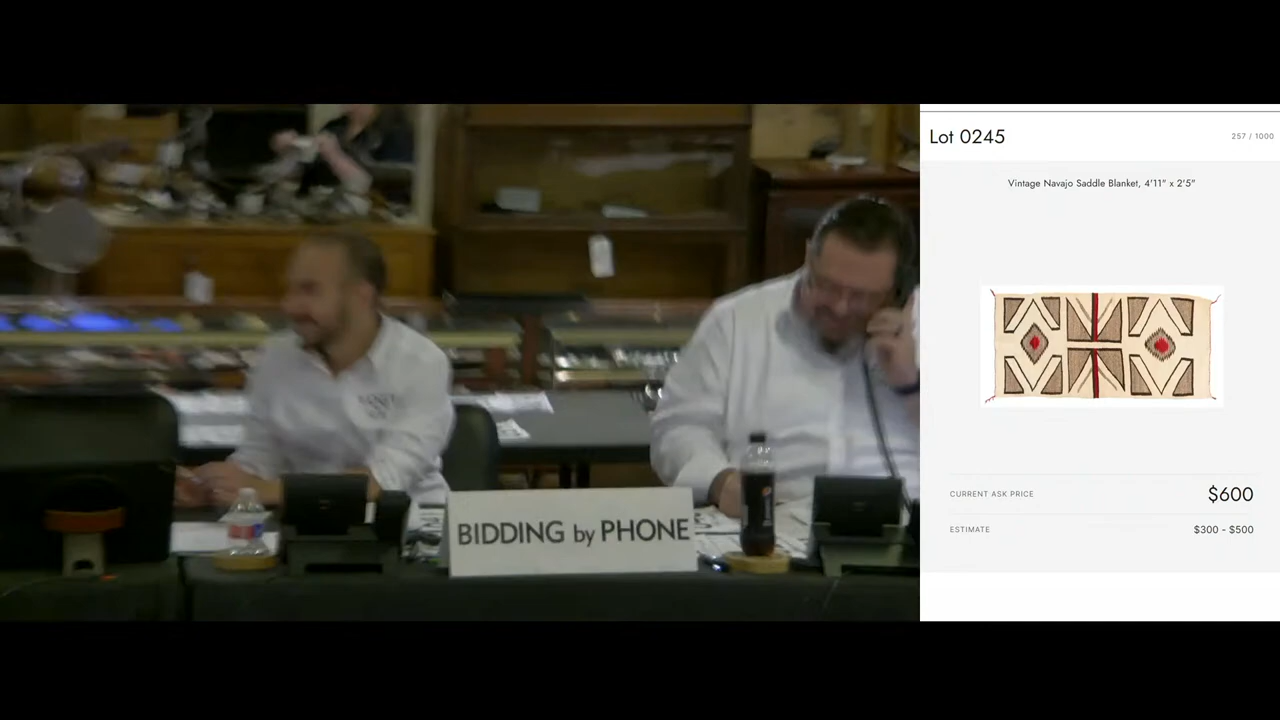 Lot 0245
257 / 1000
Vintage Navajo Saddle Blanket, 4'11" x 2'5"
CURRENT ASK PRICE
$600
ESTIMATE
$300 - $500
BIDDING by PHONE